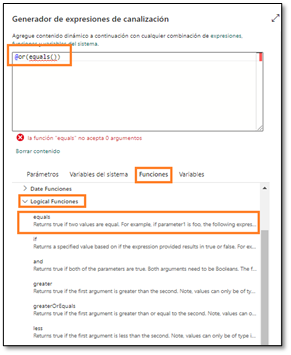 Generador de expresiones de canalización
Agregue contenido dinámico a continuación con cualquier combinación de expresiones.
funciones y variables del sistema.
@or(equals())
la función "equals" no acepta 0 argumentos
Borrar contenido
Parámetros
Variables del sistema
Funciones
Variables
Date Funciones
Logical Funciones
equals
Returns true if two values are equal. For example, if parameter1 is foo, the following expres...
if
Returns a specified value based on if the expression provided results in true or false. For ex...
and
Returns true if both of the parameters are true. Both arguments need to be Booleans. The f...
greater
Returns true if the first argument is greater than the second. Note, values can only be of ty...
greaterOrEquals
Returns true if the first argument is greater than or equal to the second. Note, values can o...
less
Returns true if the first argument is less than the second. Note, values can only be of type i...